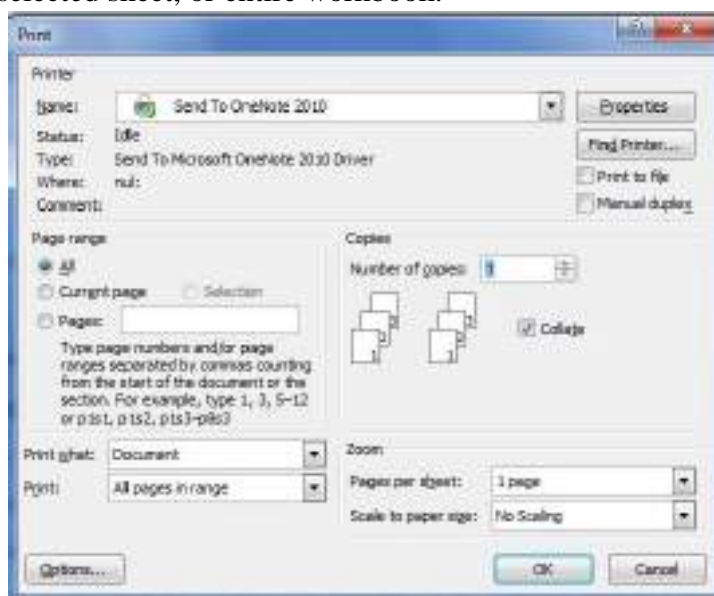 selected sheet, or entire workbook.
Print
Printer
Name: Send To OneNote 2010
Properties
Status: Idle
Find Printer...
Type: Send To Microsoft OneNote 2010 Driver
Where: nul:
Print to file
Comment:
Manual duplex
Page range
All
Current page Selection
Pages:
Type page numbers and/or page
ranges separated by commas counting
from the start of the document or the
section. For example, type 1, 3, 5–12
or p1s1, p1s2, p1s3–p8s3
Copies
Number of copies: 1
Collate
Print what: Document
Print: All pages in range
Zoom
Pages per sheet: 1 page
Scale to paper size: No Scaling
Options...
OK Cancel